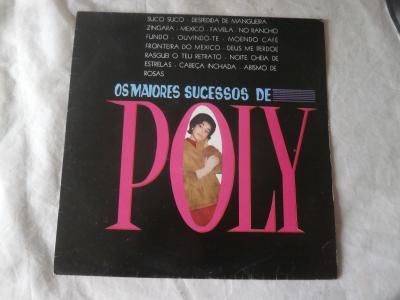 SUCO SUCO - DESPEDIDA DE MANGUEIRA
ZINGARA - MEXICO - FAVELA - NO RANCHO
FUNDO - OUVINDO-TE - MOENDO CAFÉ
FRONTEIRA DO MEXICO - DEUS ME PERDOE
RASGUEI O TEU RETRATO - NOITE CHEIA DE
ESTRELAS - CABEÇA INCHADA - ABISMO DE
ROSAS
OS MAIORES SUCESSOS DE
POLY